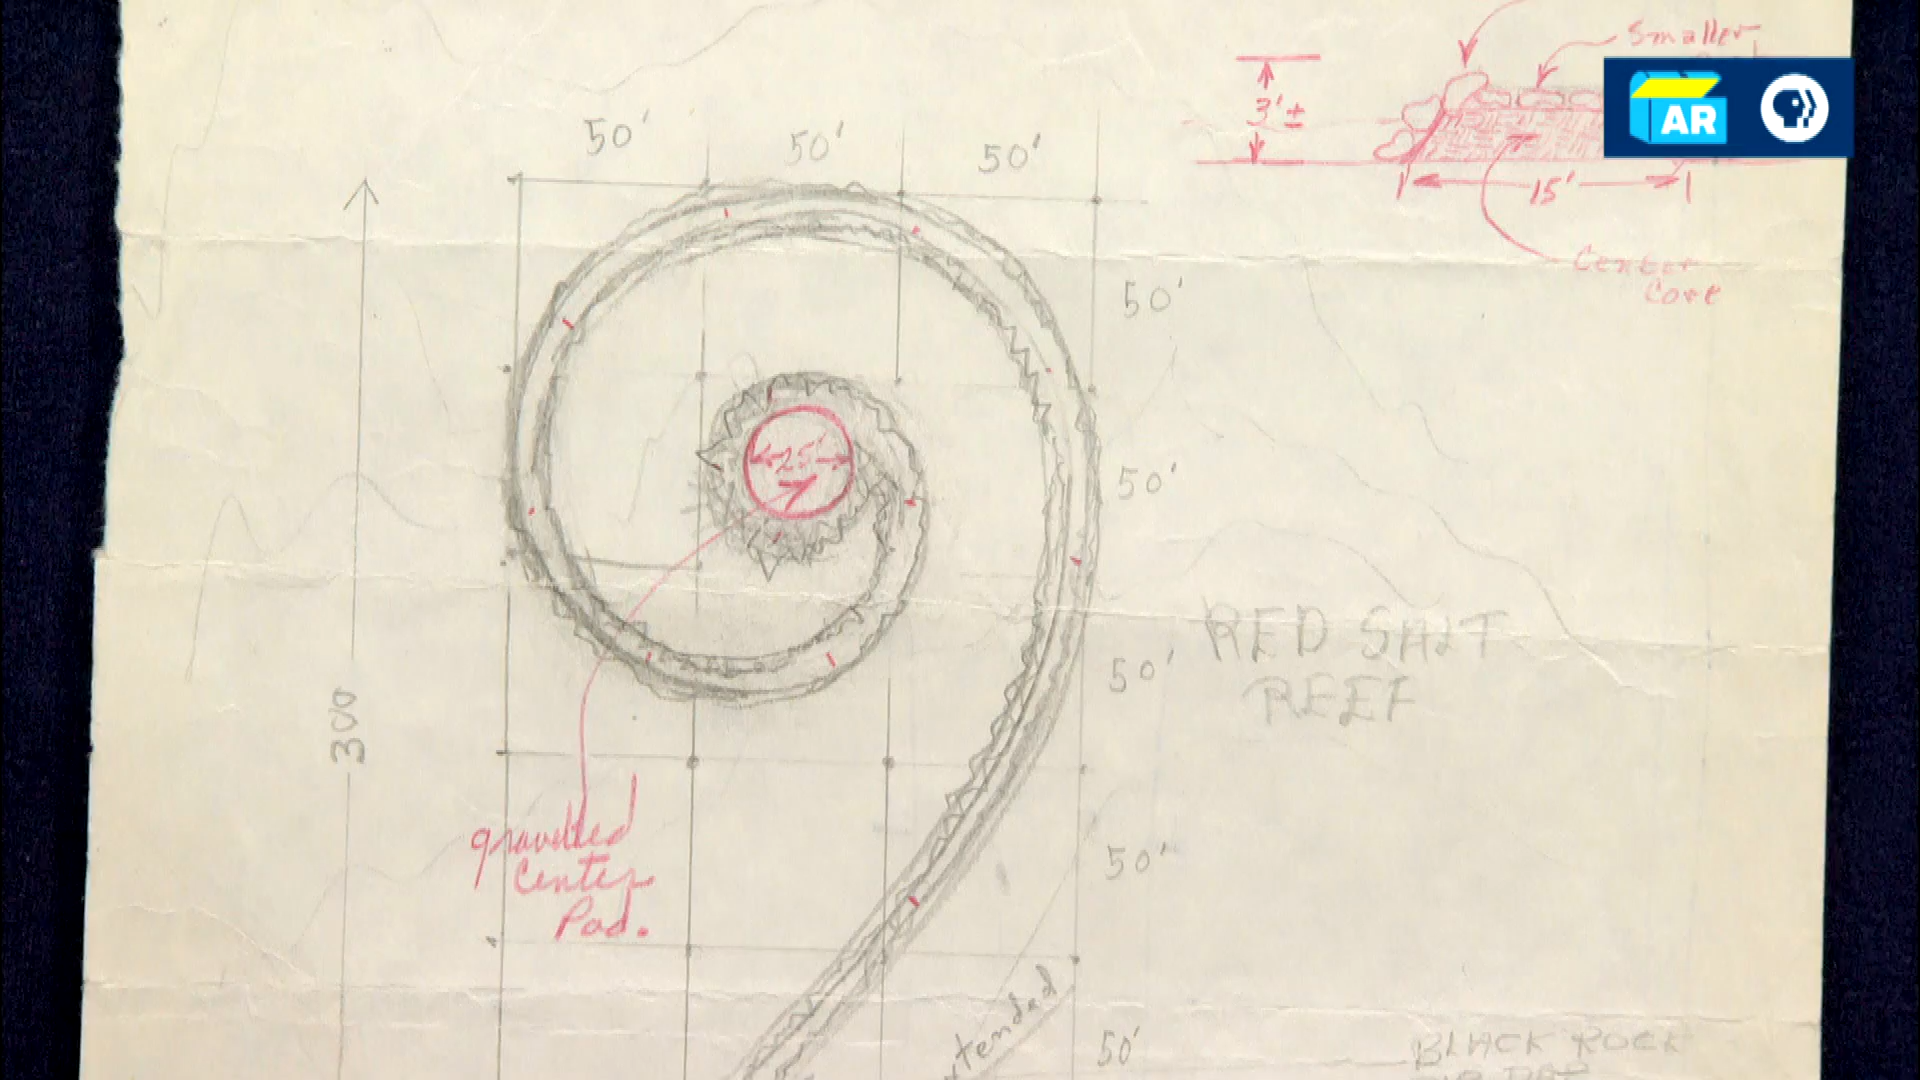 Smaller
AR
3'±
15'
Center
Core
50'
50'
50'
50'
50'
50'
50'
50'
25'
300
RED SALT
REEF
gravelled
Center
Pad.
xtended
BLACK ROCK